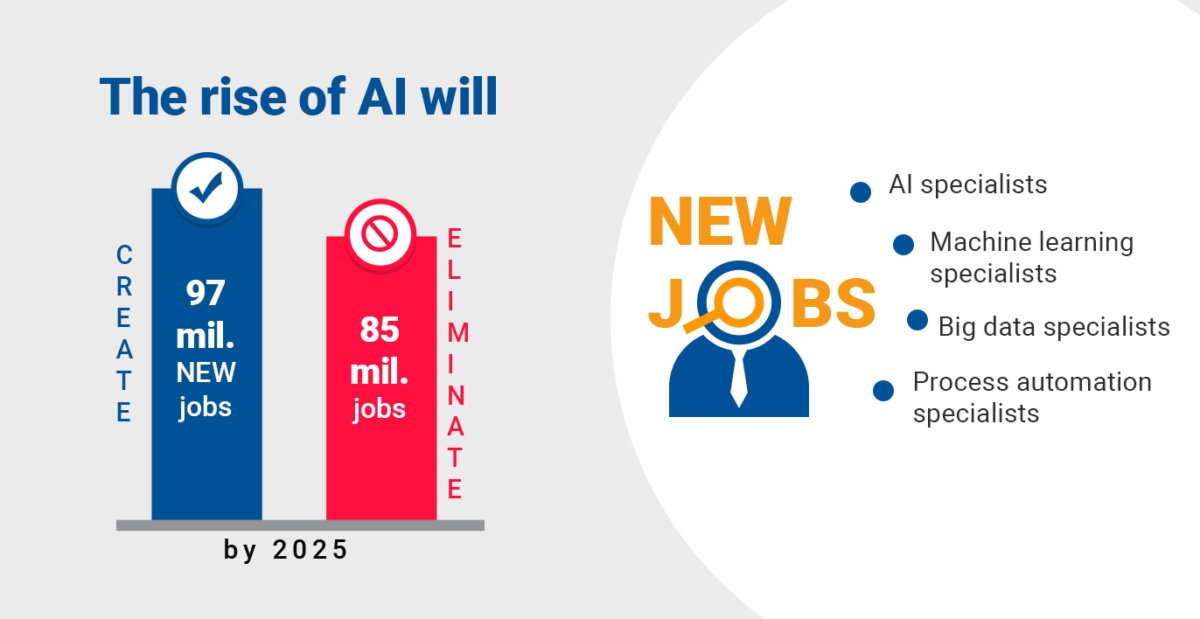 The rise of AI will
CREATE
97
mil.
NEW
jobs
85
mil.
jobs
ELIMINATE
by 2025
NEW
JOBS
AI specialists
Machine learning
specialists
Big data specialists
Process automation
specialists